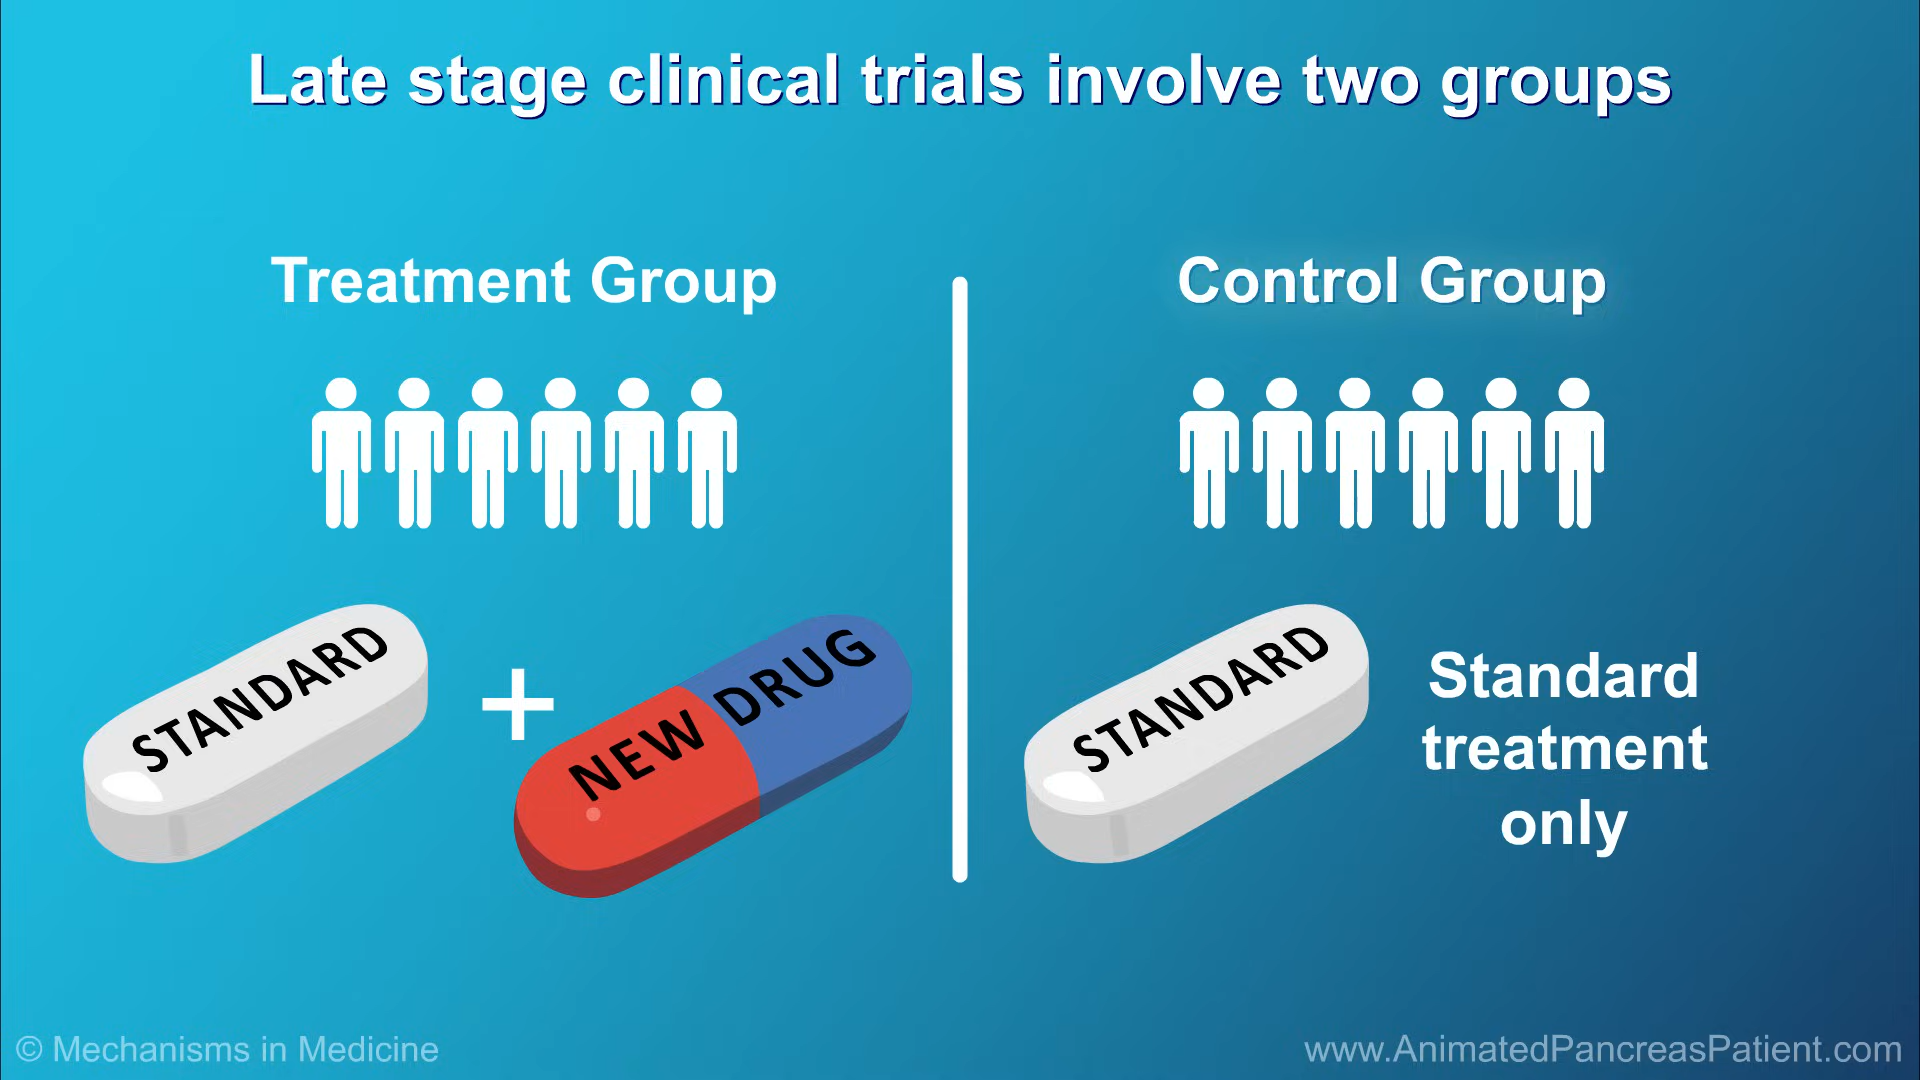 Late stage clinical trials involve two groups
Treatment Group
STANDARD
+
NEW DRUG
Control Group
STANDARD
Standard
treatment
only
© Mechanisms in Medicine
www.AnimatedPancreasPatient.com